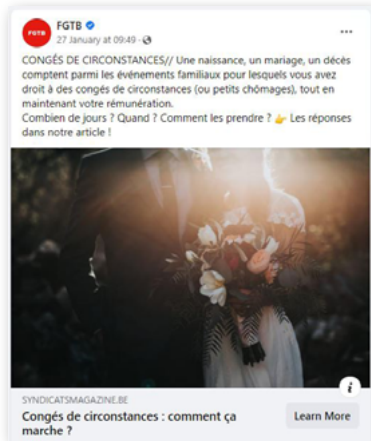 FGTB
FGTB
27 January at 09:49 ·
CONGÉS DE CIRCONSTANCES// Une naissance, un mariage, un décès
comptent parmi les événements familiaux pour lesquels vous avez
droit à des congés de circonstances (ou petits chômages), tout en
maintenant votre rémunération.
Combien de jours ? Quand ? Comment les prendre ? 👉 Les réponses
dans notre article !
SYNDICATSMAGAZINE.BE
Congés de circonstances : comment ça
marche ?
Learn More